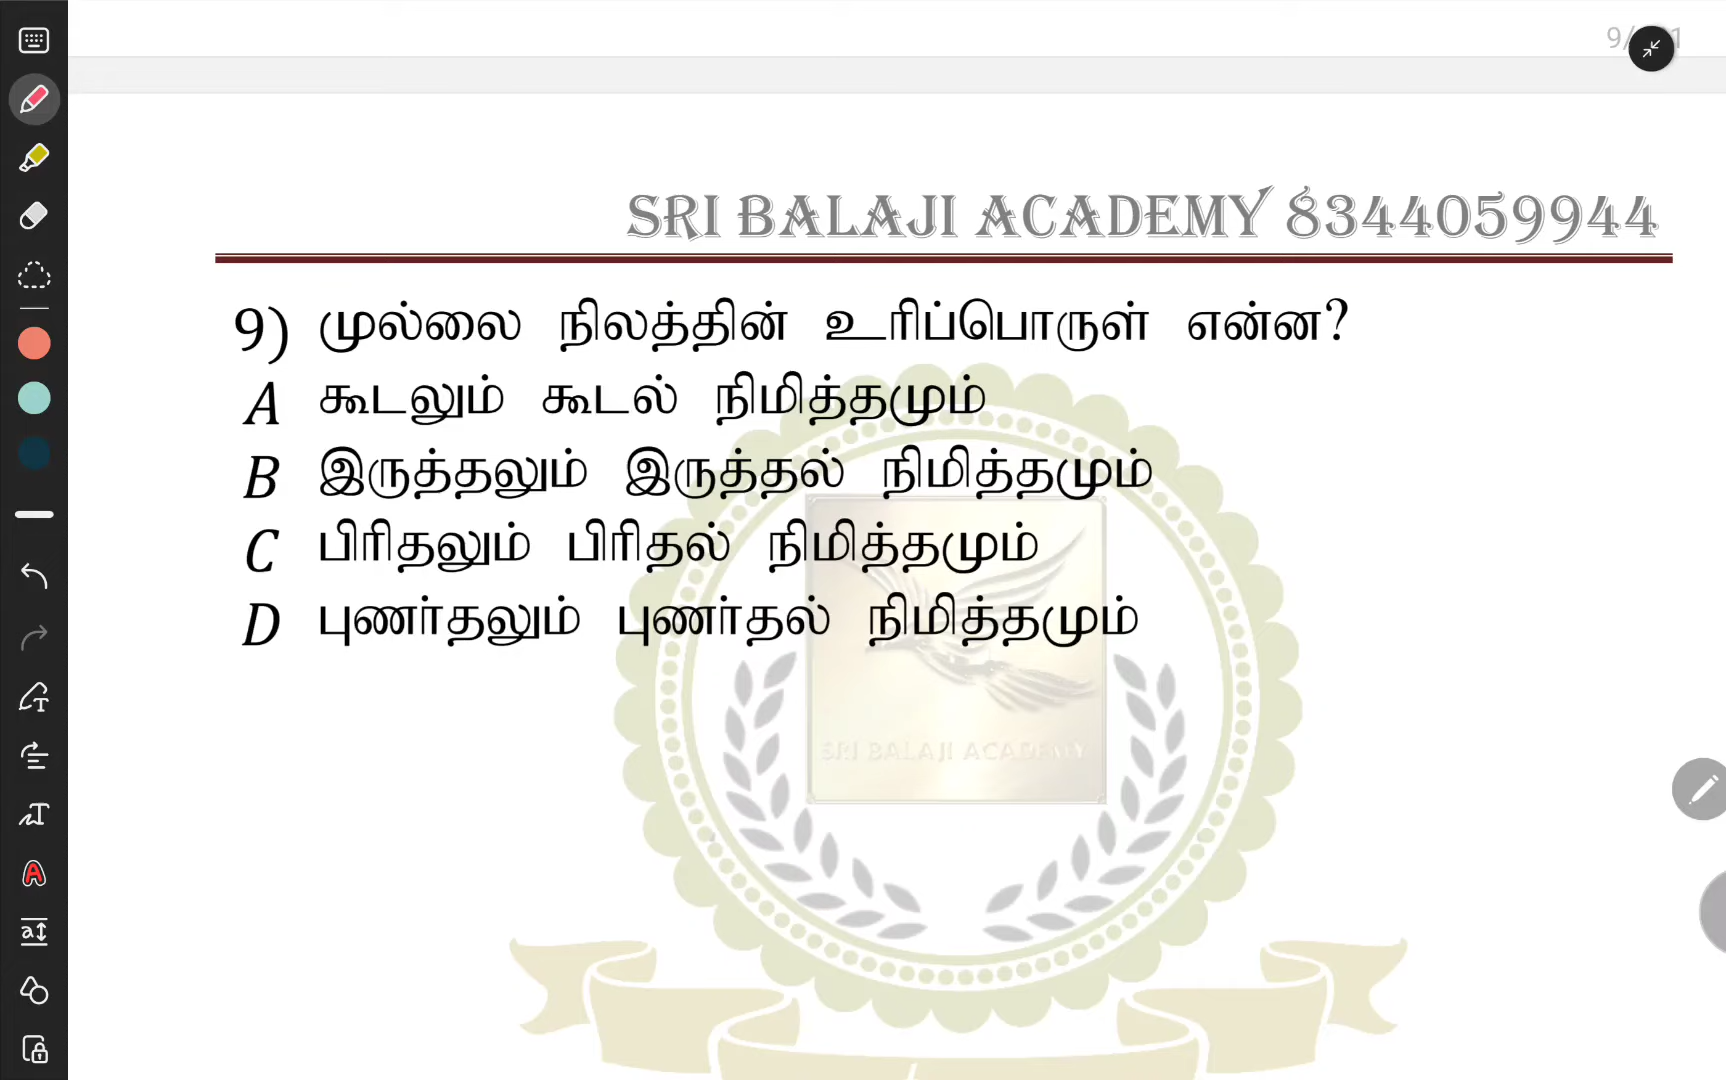 SRI BALAJI ACADEMY 8344059944
9) முல்லை நிலத்தின் உரிப்பொருள் என்ன?
A கூடலும் கூடல் நிமித்தமும்
B இருத்தலும் இருத்தல் நிமித்தமும்
C பிரிதலும் பிரிதல் நிமித்தமும்
D புணர்தலும் புணர்தல் நிமித்தமும்
SRI BALAJI ACADEMY